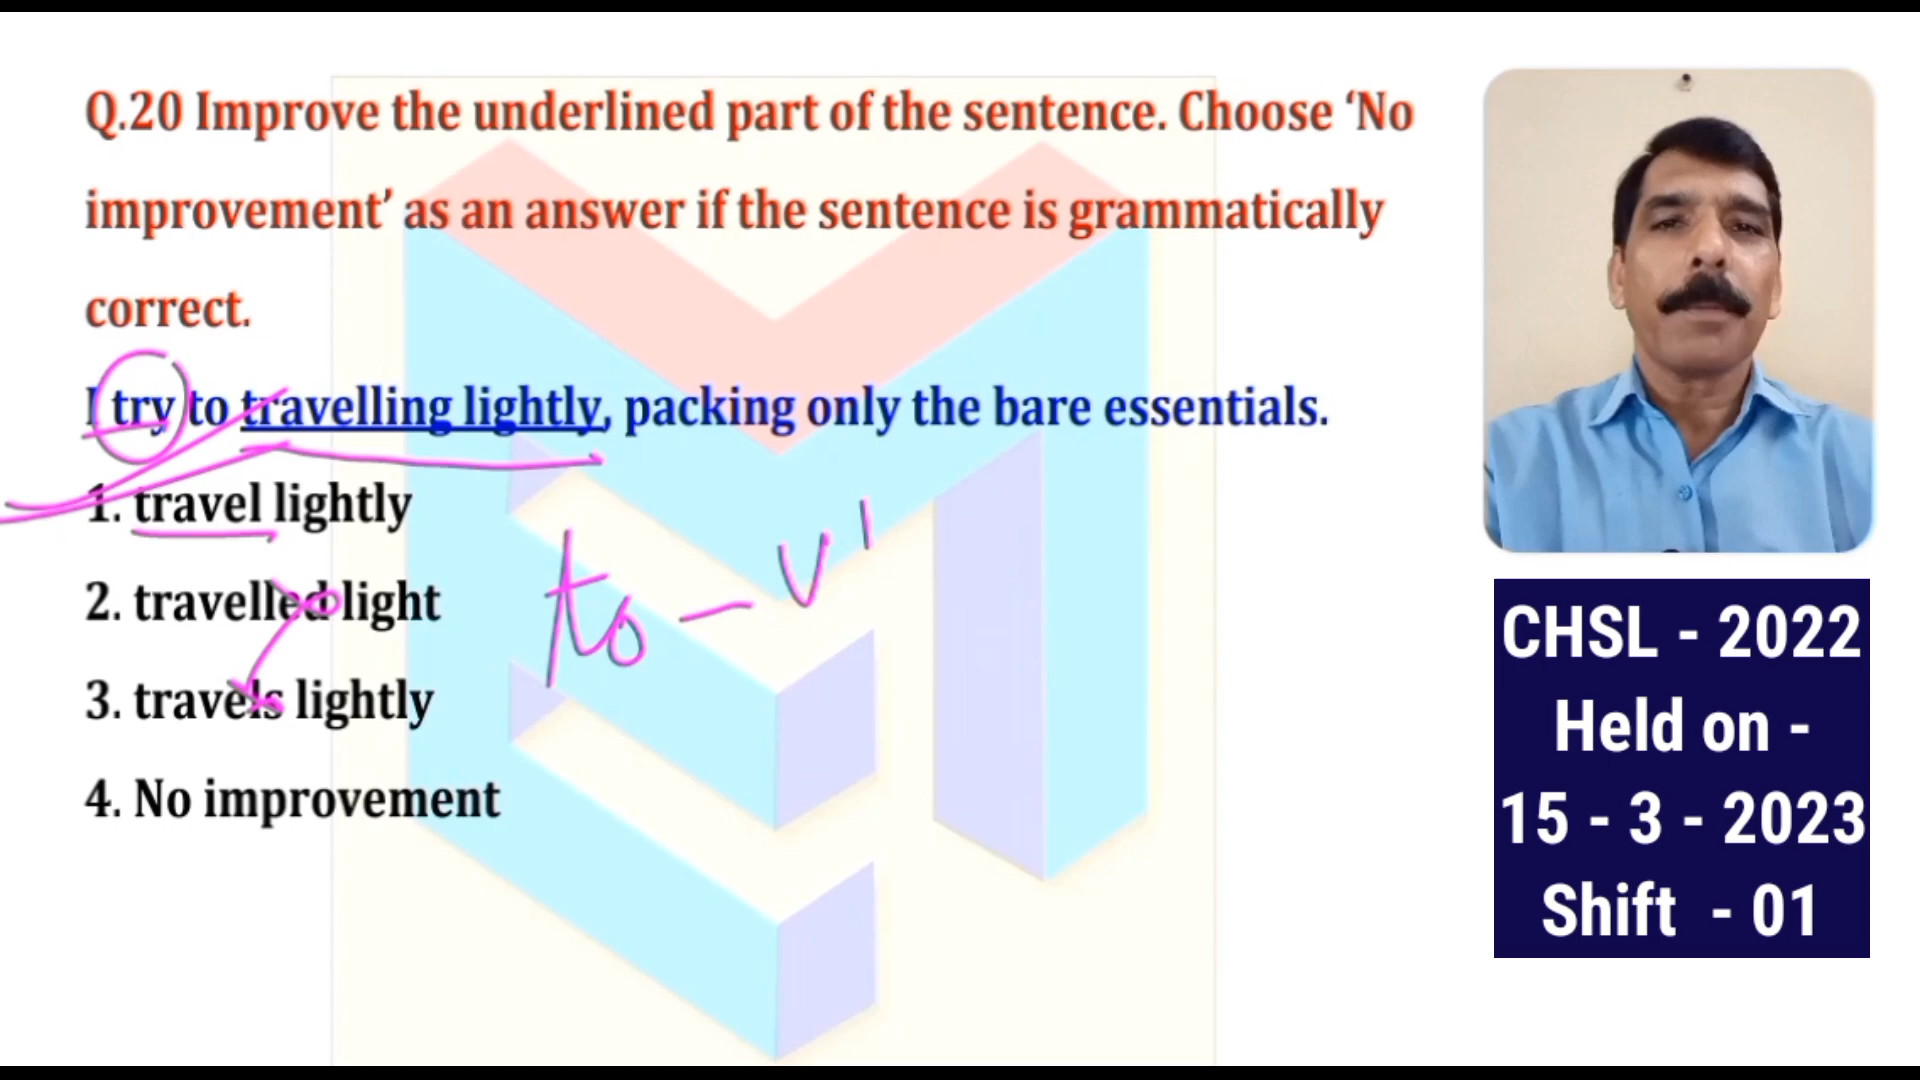 Q.20 Improve the underlined part of the sentence. Choose ‘No
improvement’ as an answer if the sentence is grammatically
correct.
I try to travelling lightly, packing only the bare essentials.
1. travel lightly
2. travelled light
3. travels lightly
4. No improvement
to - v1
CHSL - 2022
Held on -
15 - 3 - 2023
Shift - 01